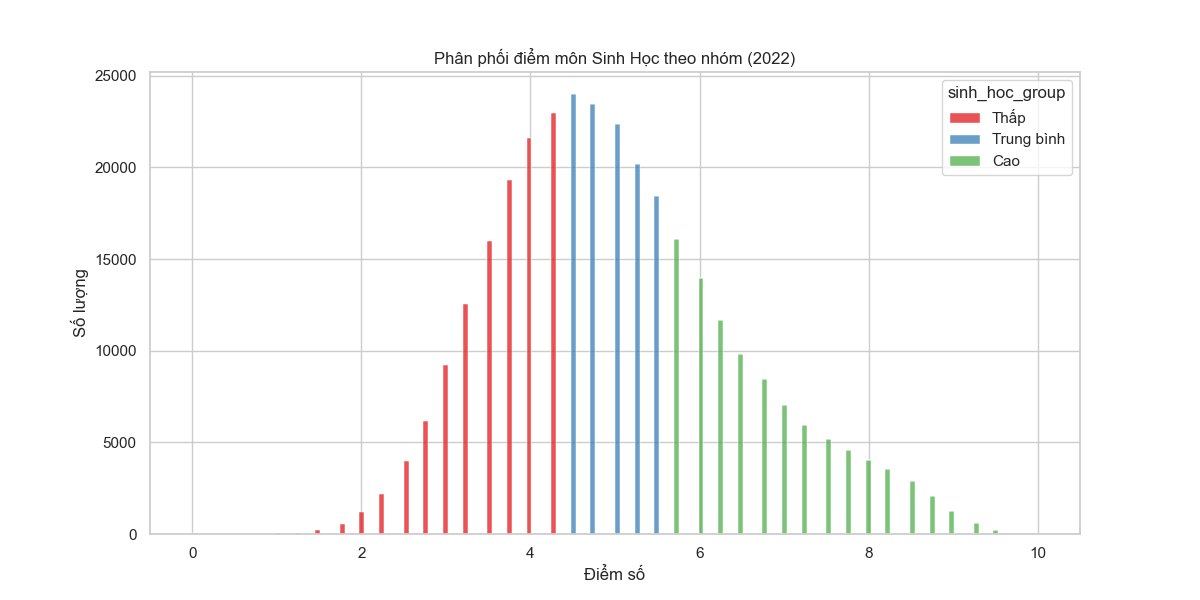 Phân phối điểm môn Sinh Học theo nhóm (2022)
sinh_hoc_group
Thấp
Trung bình
Cao
Số lượng
25000
20000
15000
10000
5000
0
0 2 4 6 8 10
Điểm số